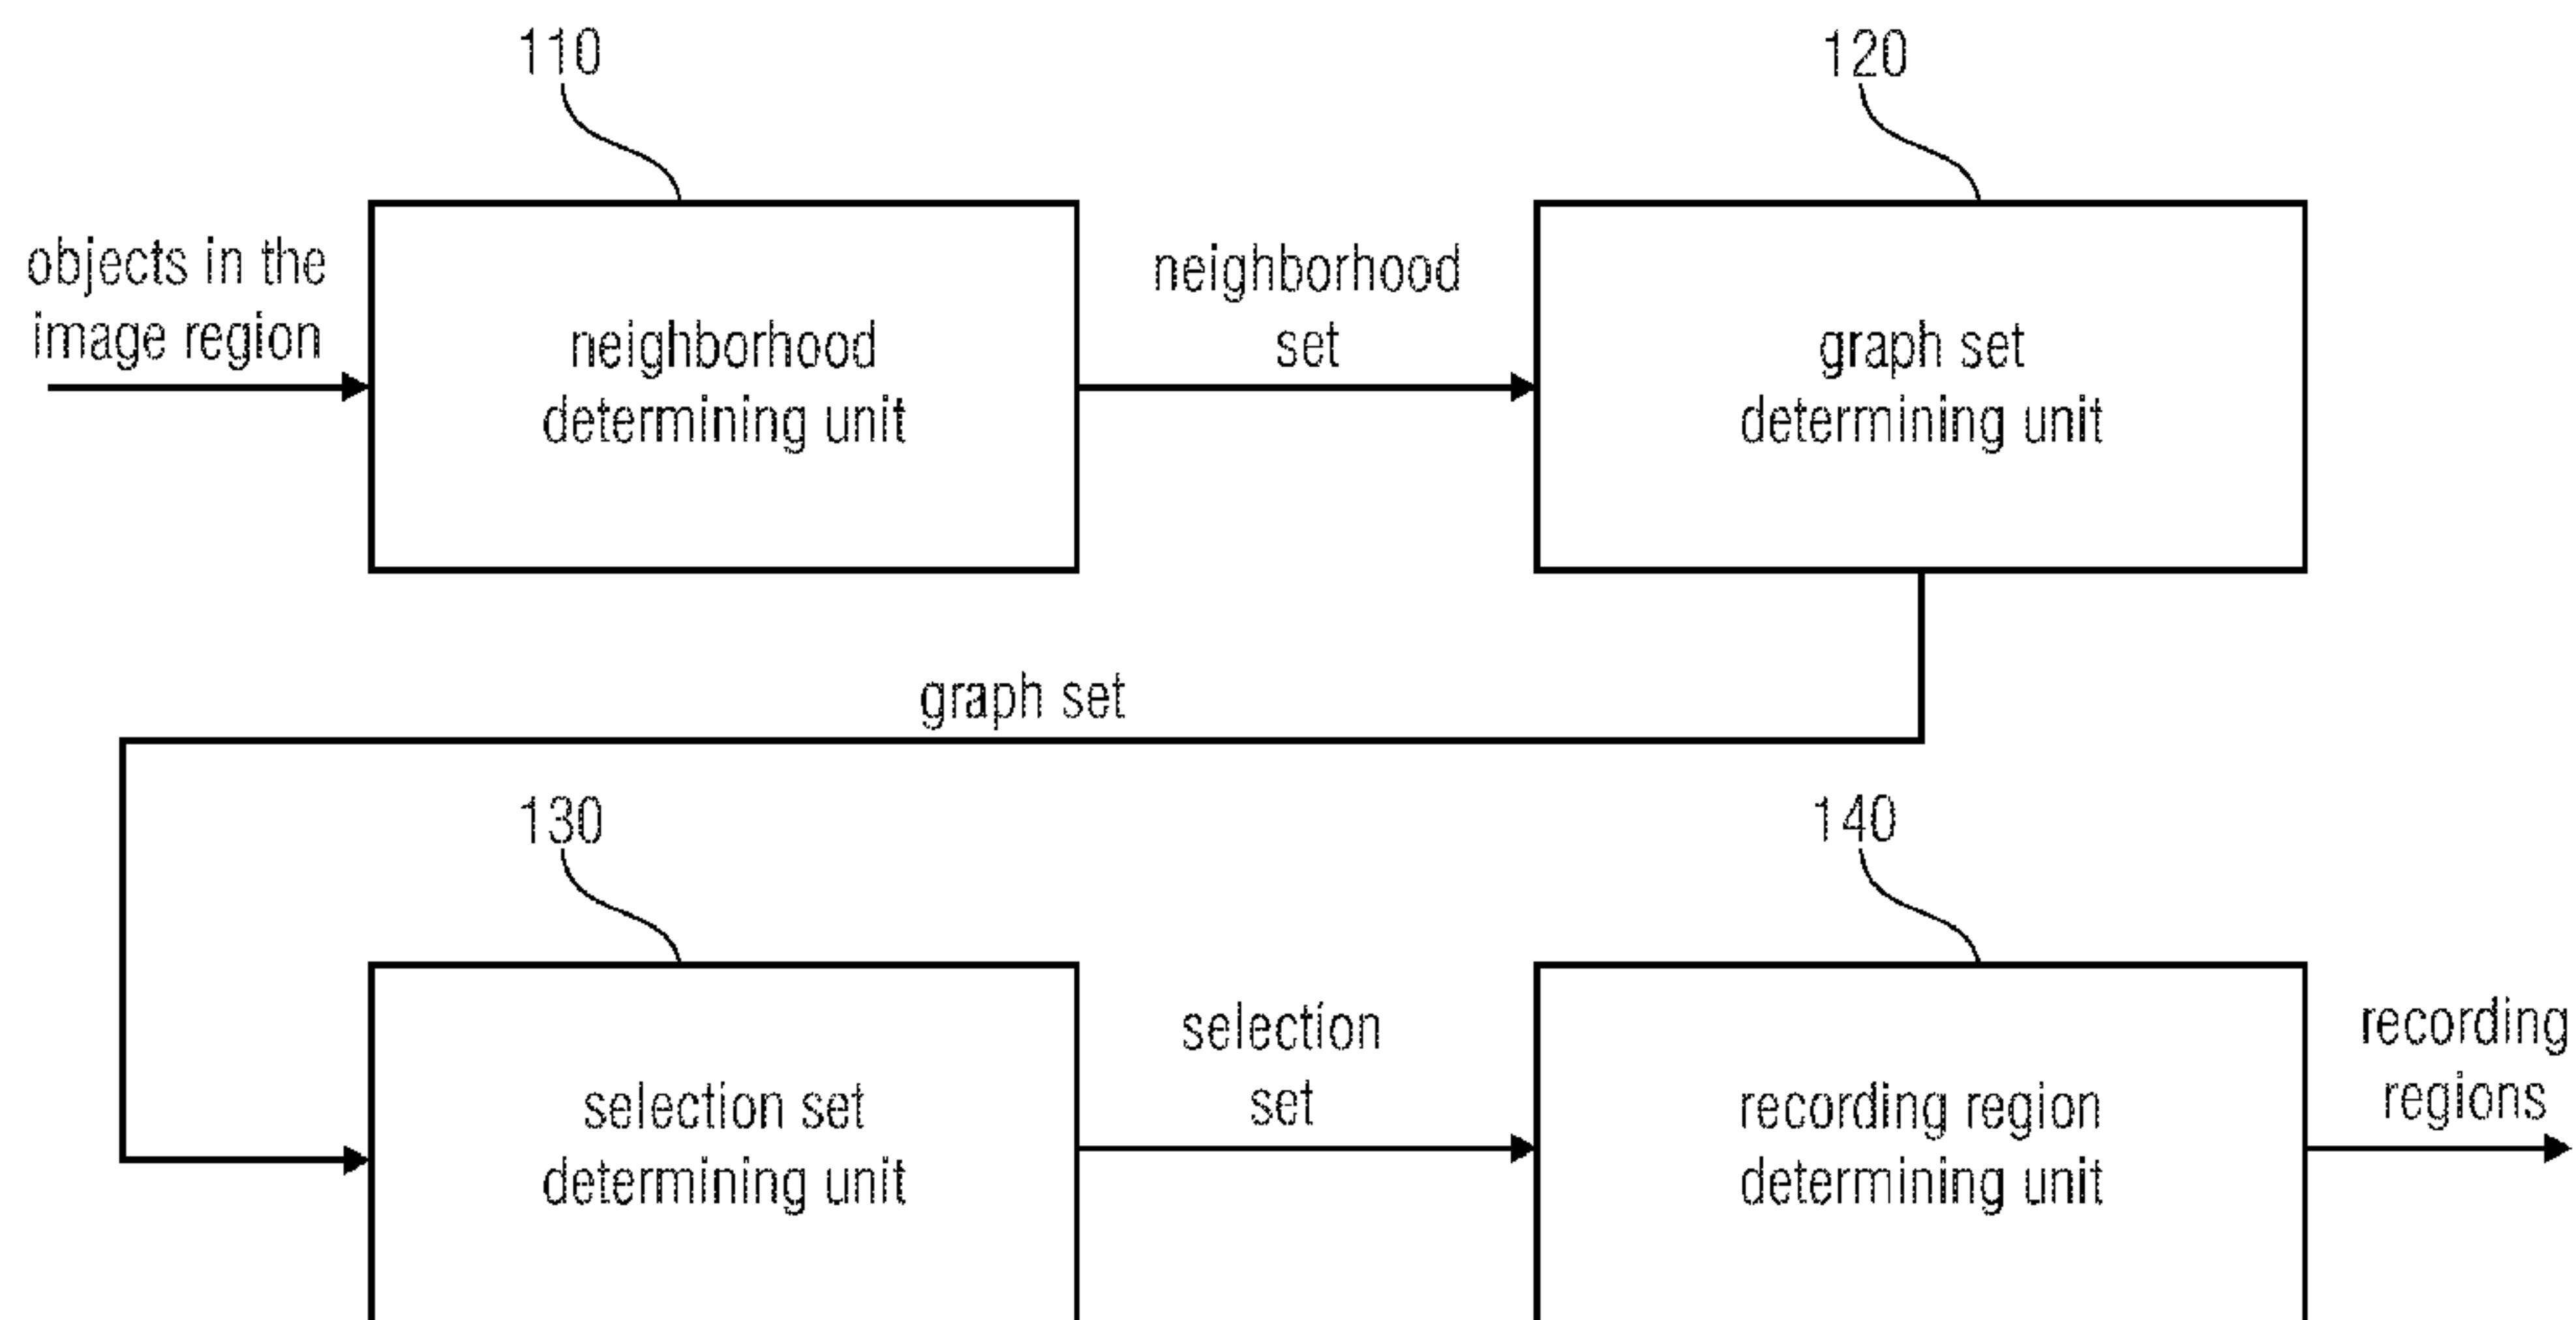 110
120
objects in the
image region
neighborhood
determining unit
neighborhood
set
graph set
determining unit
graph set
130
140
selection set
determining unit
selection
set
recording region
determining unit
recording
regions